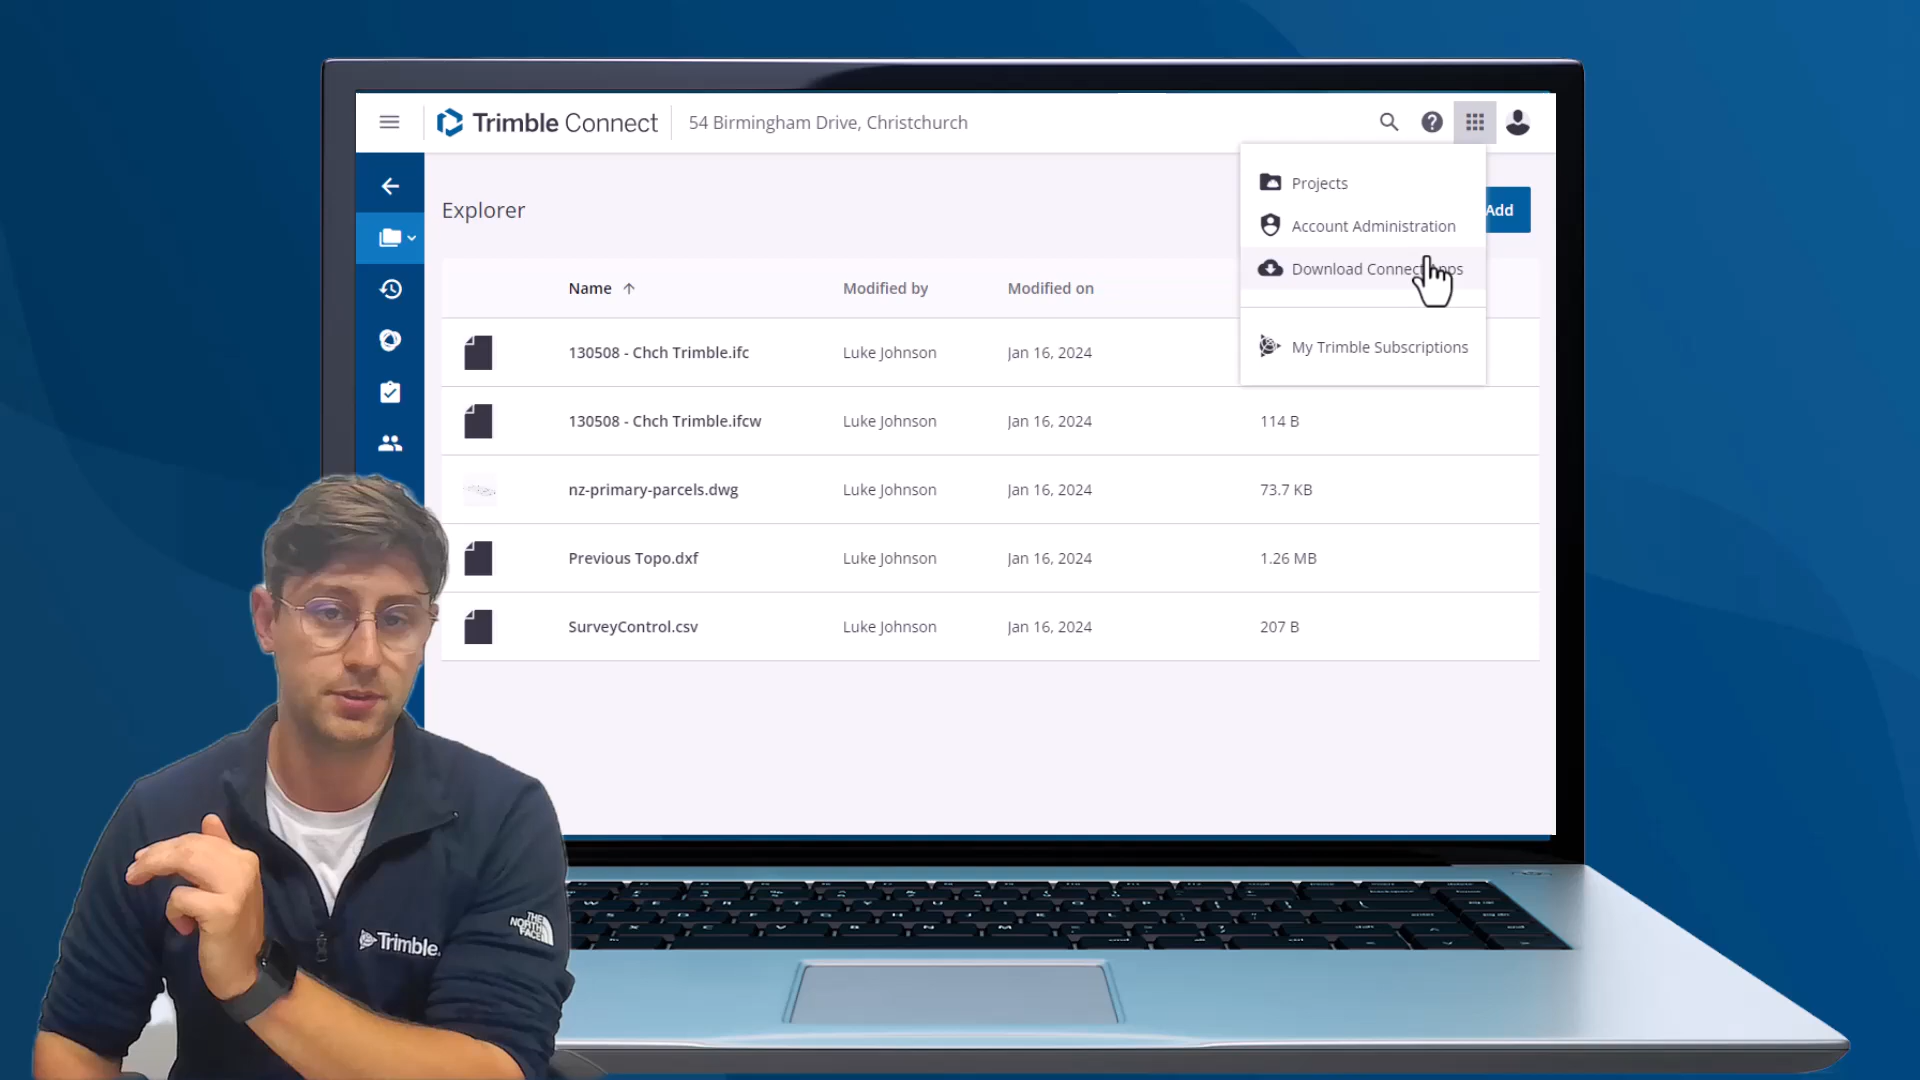 Trimble Connect
54 Birmingham Drive, Christchurch
Projects
Account Administration
Download Connect
My Trimble Subscriptions
Explorer
Add
Name
Modified by
Modified on
130508 - Chch Trimble.ifc
Luke Johnson
Jan 16, 2024
130508 - Chch Trimble.ifcw
Luke Johnson
Jan 16, 2024
114 B
nz-primary-parcels.dwg
Luke Johnson
Jan 16, 2024
73.7 KB
Previous Topo.dxf
Luke Johnson
Jan 16, 2024
1.26 MB
SurveyControl.csv
Luke Johnson
Jan 16, 2024
207 B
Trimble.
THE
NORTH
FACE